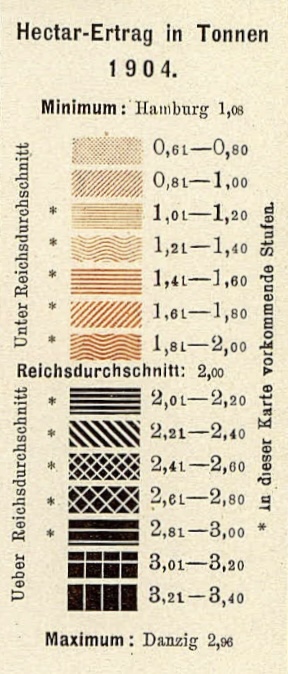 Hectar-Ertrag in Tonnen
1904.
Minimum: Hamburg 1,08
Unter Reichsdurchschnitt
0,61—0,80
0,81—1,00
* 1,01—1,20
* 1,21—1,40
* 1,41—1,60
* 1,61—1,80
* 1,81—2,00
Reichsdurchschnitt: 2,00
Ueber Reichsdurchschnitt
* 2,01—2,20
* 2,21—2,40
* 2,41—2,60
* 2,61—2,80
* 2,81—3,00
3,01—3,20
3,21—3,40
* in dieser Karte vorkommende Stufen.
Maximum: Danzig 2,96